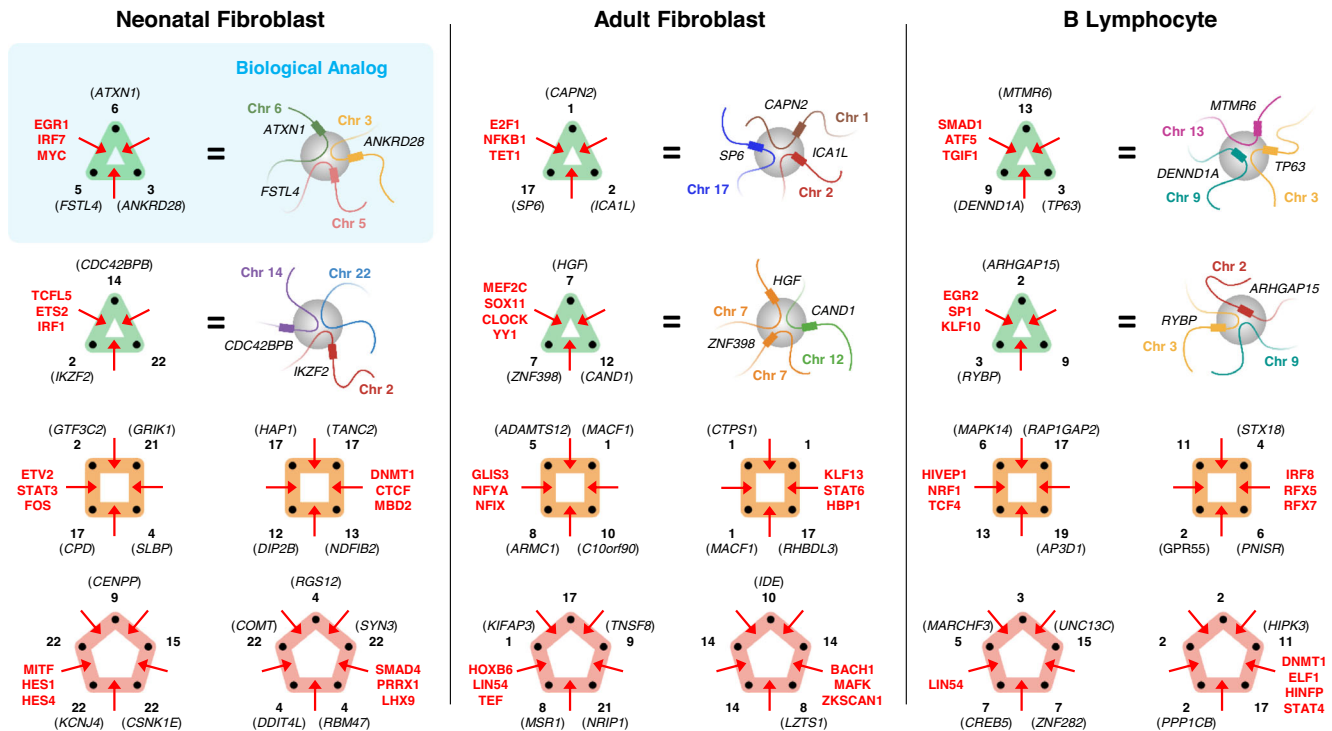 Neonatal Fibroblast
Adult Fibroblast
B Lymphocyte
Biological Analog
(ATXN1)
6
EGR1
IRF7
MYC
5
3
(FSTL4)
(ANKRD28)
=
Chr 6
Chr 3
ATXN1
ANKRD28
FSTL4
Chr 5
(CAPN2)
1
E2F1
NFKB1
TET1
17
2
(SP6)
(ICA1L)
=
CAPN2
Chr 1
SP6
ICA1L
Chr 17
Chr 2
(MTMR6)
13
SMAD1
ATF5
TGIF1
9
3
(DENND1A)
(TP63)
=
MTMR6
Chr 13
DENND1A
TP63
Chr 9
Chr 3
(CDC42BPB)
14
TCFL5
ETS2
IRF1
2
22
(IKZF2)
=
Chr 14
Chr 22
CDC42BPB
IKZF2
Chr 2
(HGF)
7
MEF2C
SOX11
CLOCK
YY1
7
12
(ZNF398)
(CAND1)
=
HGF
Chr 7
CAND1
ZNF398
Chr 12
Chr 7
(ARHGAP15)
2
EGR2
SP1
KLF10
3
9
(RYBP)
=
Chr 2
ARHGAP15
RYBP
Chr 3
Chr 9
(GTF3C2)
(GRIK1)
2
21
ETV2
STAT3
FOS
17
4
(CPD)
(SLBP)
(HAP1)
(TANC2)
17
17
DNMT1
CTCF
MBD2
12
13
(DIP2B)
(NDFIB2)
(ADAMTS12)
(MACF1)
5
1
GLIS3
NFYA
NFIX
8
10
(ARMC1)
(C10orf90)
(CTPS1)
1
1
KLF13
STAT6
HBP1
1
17
(MACF1)
(RHBDL3)
(MAPK14)
(RAP1GAP2)
6
17
HIVEP1
NRF1
TCF4
13
19
(AP3D1)
(STX18)
11
4
IRF8
RFX5
RFX7
2
6
(GPR55)
(PNISR)
(CENPP)
9
22
15
MITF
HES1
HES4
22
22
(KCNJ4)
(CSNK1E)
(RGS12)
4
(COMT)
(SYN3)
22
22
SMAD4
PRRX1
LHX9
4
4
(DDIT4L)
(RBM47)
17
(KIFAP3)
(TNSF8)
1
9
HOXB6
LIN54
TEF
8
21
(MSR1)
(NRIP1)
(IDE)
10
14
14
BACH1
MAFK
ZKSCAN1
14
8
(LZTS1)
3
(MARCHF3)
(UNC13C)
5
15
LIN54
7
7
(CREB5)
(ZNF282)
2
(HIPK3)
2
11
DNMT1
ELF1
HINFP
STAT4
2
17
(PPP1CB)